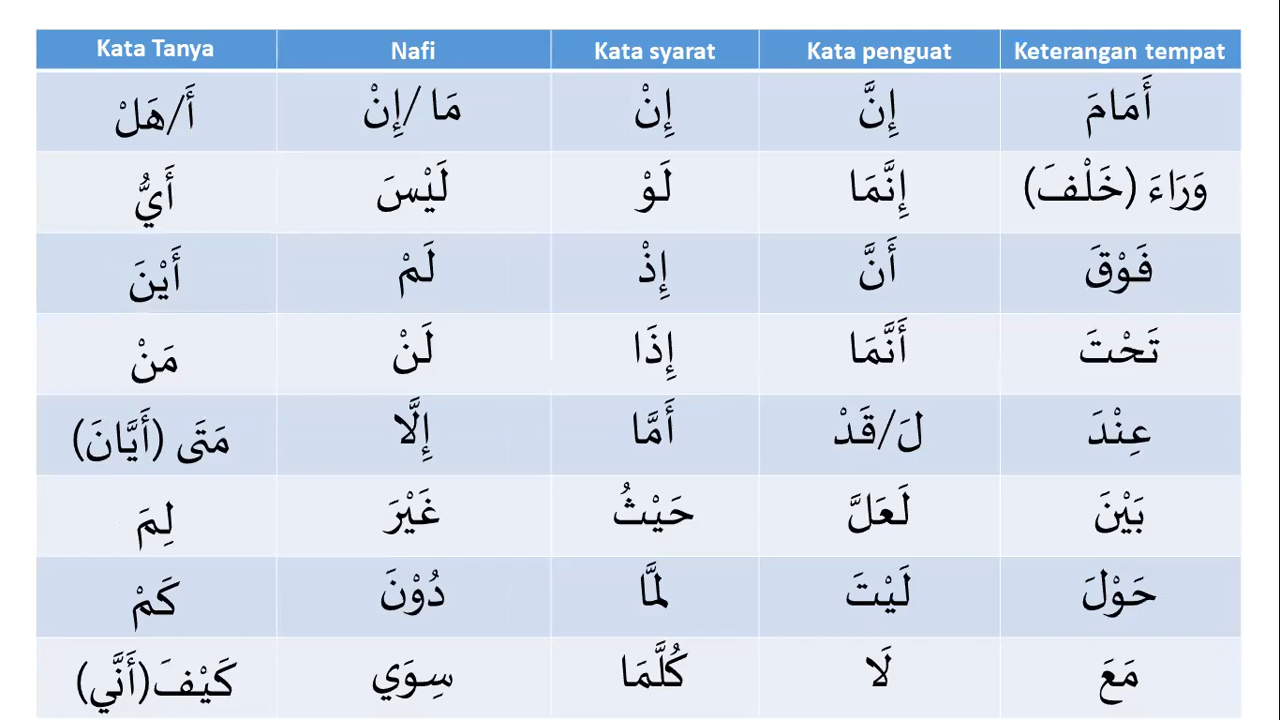 Kata Tanya Nafi Kata syarat Kata penguat Keterangan tempat
أَ/هَلْ مَا /إِنْ إِنْ إِنَّ أَمَامَ
أَيُّ لَيْسَ لَوْ إِنَّمَا وَرَاءَ (خَلْفَ)
أَيْنَ لَمْ إِذْ أَنَّ فَوْقَ
مَنْ لَنْ إِذَا أَنَّمَا تَحْتَ
مَتَى (أَيَّانَ) إِلَّا أَمَّا لَ/قَدْ عِنْدَ
لِمَ غَيْرَ حَيْثُ لَعَلَّ بَيْنَ
كَمْ دُوْنَ لَمَّا لَيْتَ حَوْلَ
كَيْفَ(أَنَّي) سِوَي كُلَّمَا لَا مَعَ